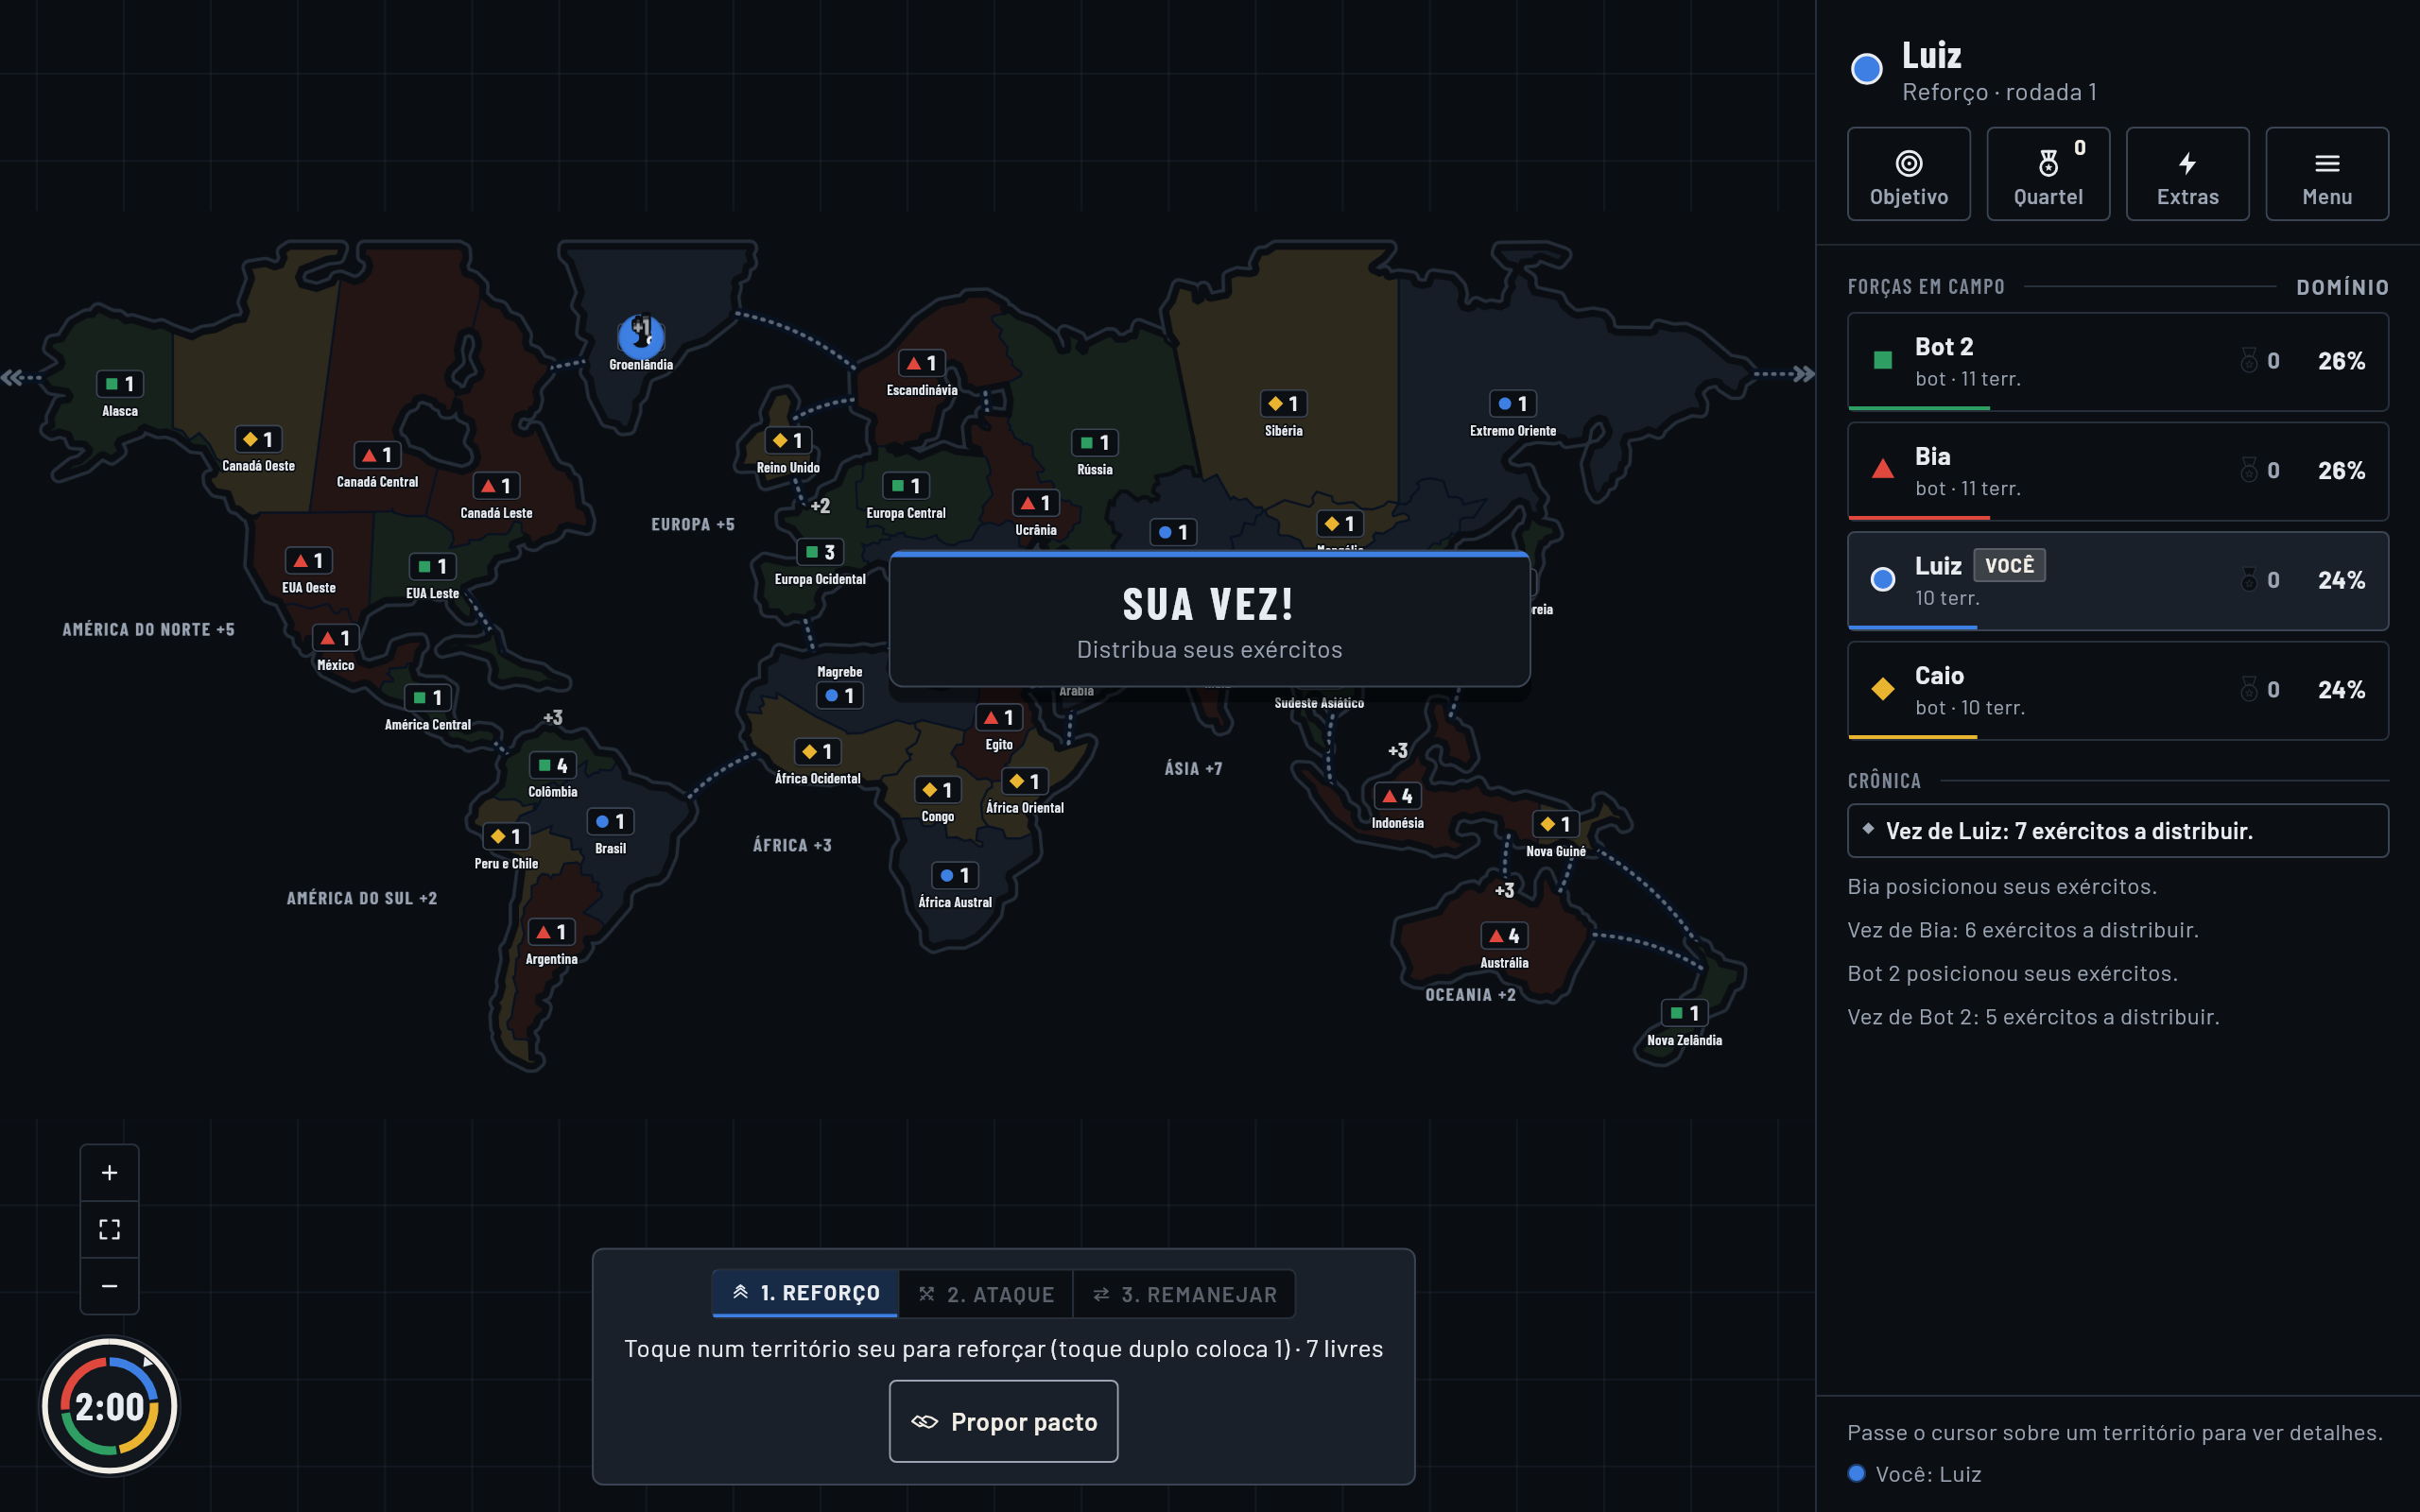 Luiz
Reforço · rodada 1
Objetivo
0
Quartel
Extras
Menu
FORÇAS EM CAMPO
DOMÍNIO
Bot 2
bot · 11 terr.
0
26%
Bia
bot · 11 terr.
0
26%
Luiz VOCÊ
10 terr.
0
24%
Caio
bot · 10 terr.
0
24%
CRÔNICA
Vez de Luiz: 7 exércitos a distribuir.
Bia posicionou seus exércitos.
Vez de Bia: 6 exércitos a distribuir.
Bot 2 posicionou seus exércitos.
Vez de Bot 2: 5 exércitos a distribuir.
Passe o cursor sobre um território para ver detalhes.
Você: Luiz
+1
Groenlândia
1
Alasca
1
Canadá Oeste
1
Canadá Central
1
Canadá Leste
1
EUA Oeste
1
EUA Leste
1
México
1
América Central
AMÉRICA DO NORTE +5
+3
4
Colômbia
1
Peru e Chile
1
Brasil
1
Argentina
AMÉRICA DO SUL +2
1
Escandinávia
1
Reino Unido
1
Europa Central
1
Ucrânia
1
Rússia
+2
3
Europa Ocidental
EUROPA +5
1
Sibéria
1
Extremo Oriente
1
1
reia
SUA VEZ!
Distribua seus exércitos
Arábia
Sudeste Asiático
ÁSIA +7
Magrebe
1
1
Egito
1
África Ocidental
1
Congo
1
África Oriental
1
África Austral
ÁFRICA +3
+3
4
Indonésia
1
Nova Guiné
+3
4
Austrália
OCEANIA +2
1
Nova Zelândia
2:00
1. REFORÇO
2. ATAQUE
3. REMANEJAR
Toque num território seu para reforçar (toque duplo coloca 1) · 7 livres
Propor pacto